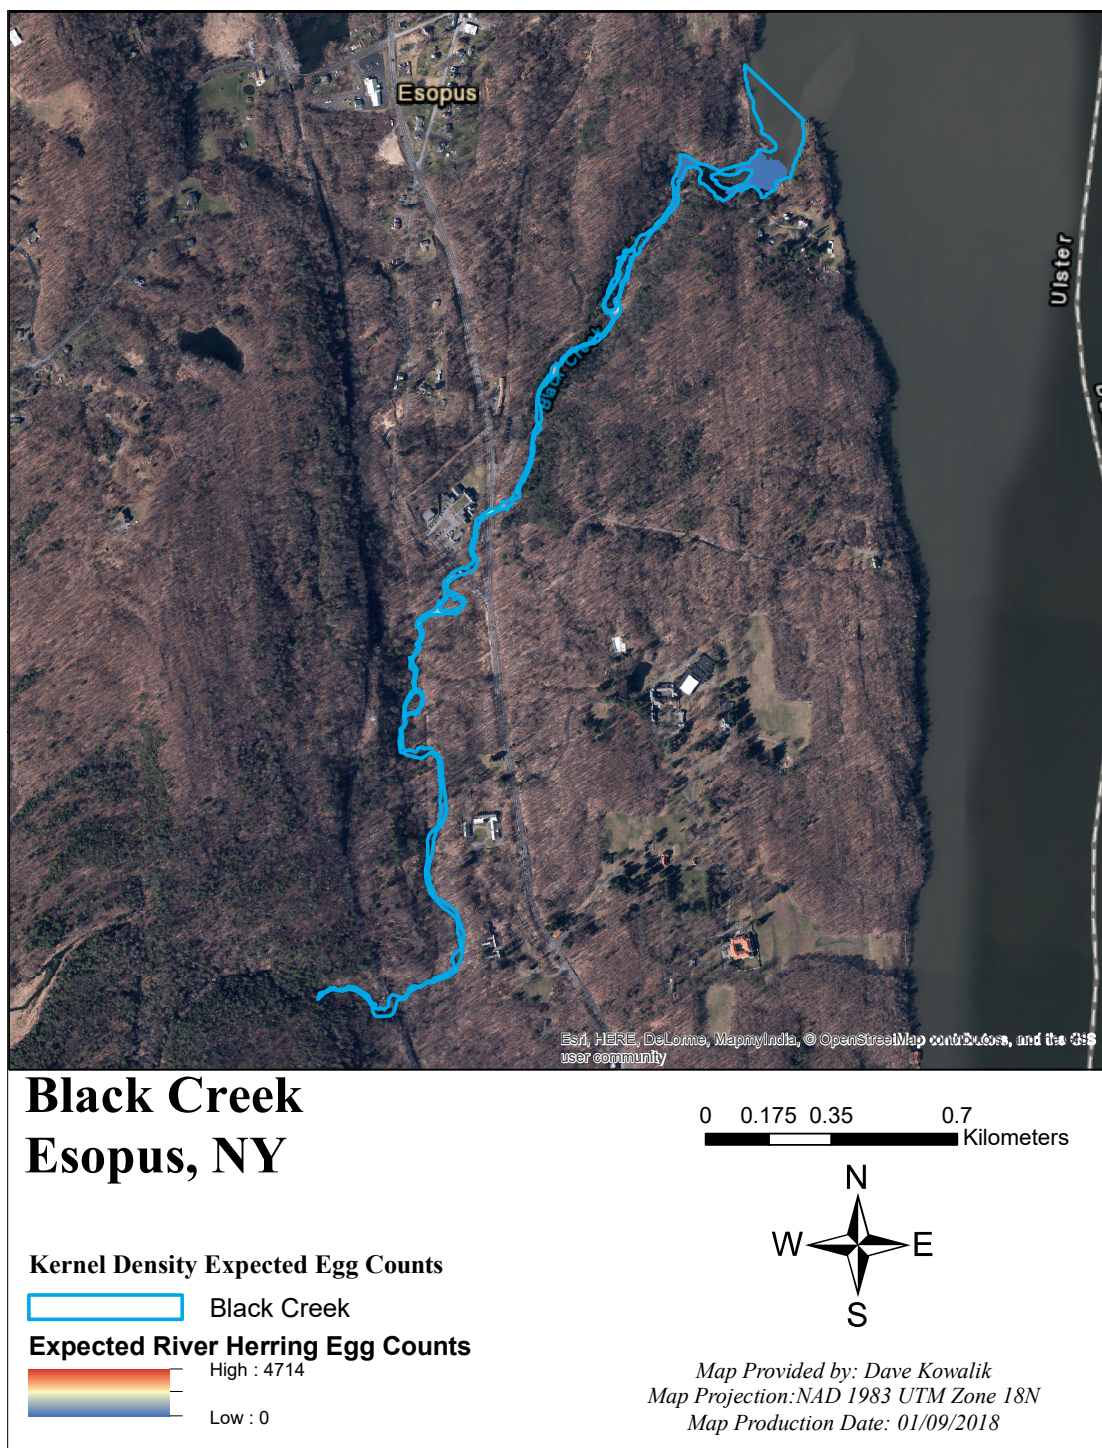 Esopus
Ulster
Black Creek
Esri, HERE, DeLorme, MapmyIndia, © OpenStreetMap contributors, and the GIS
user community
Black Creek
Esopus, NY
0 0.175 0.35 0.7
Kilometers
N
W E
S
Kernel Density Expected Egg Counts
Black Creek
Expected River Herring Egg Counts
High : 4714
Low : 0
Map Provided by: Dave Kowalik
Map Projection:NAD 1983 UTM Zone 18N
Map Production Date: 01/09/2018